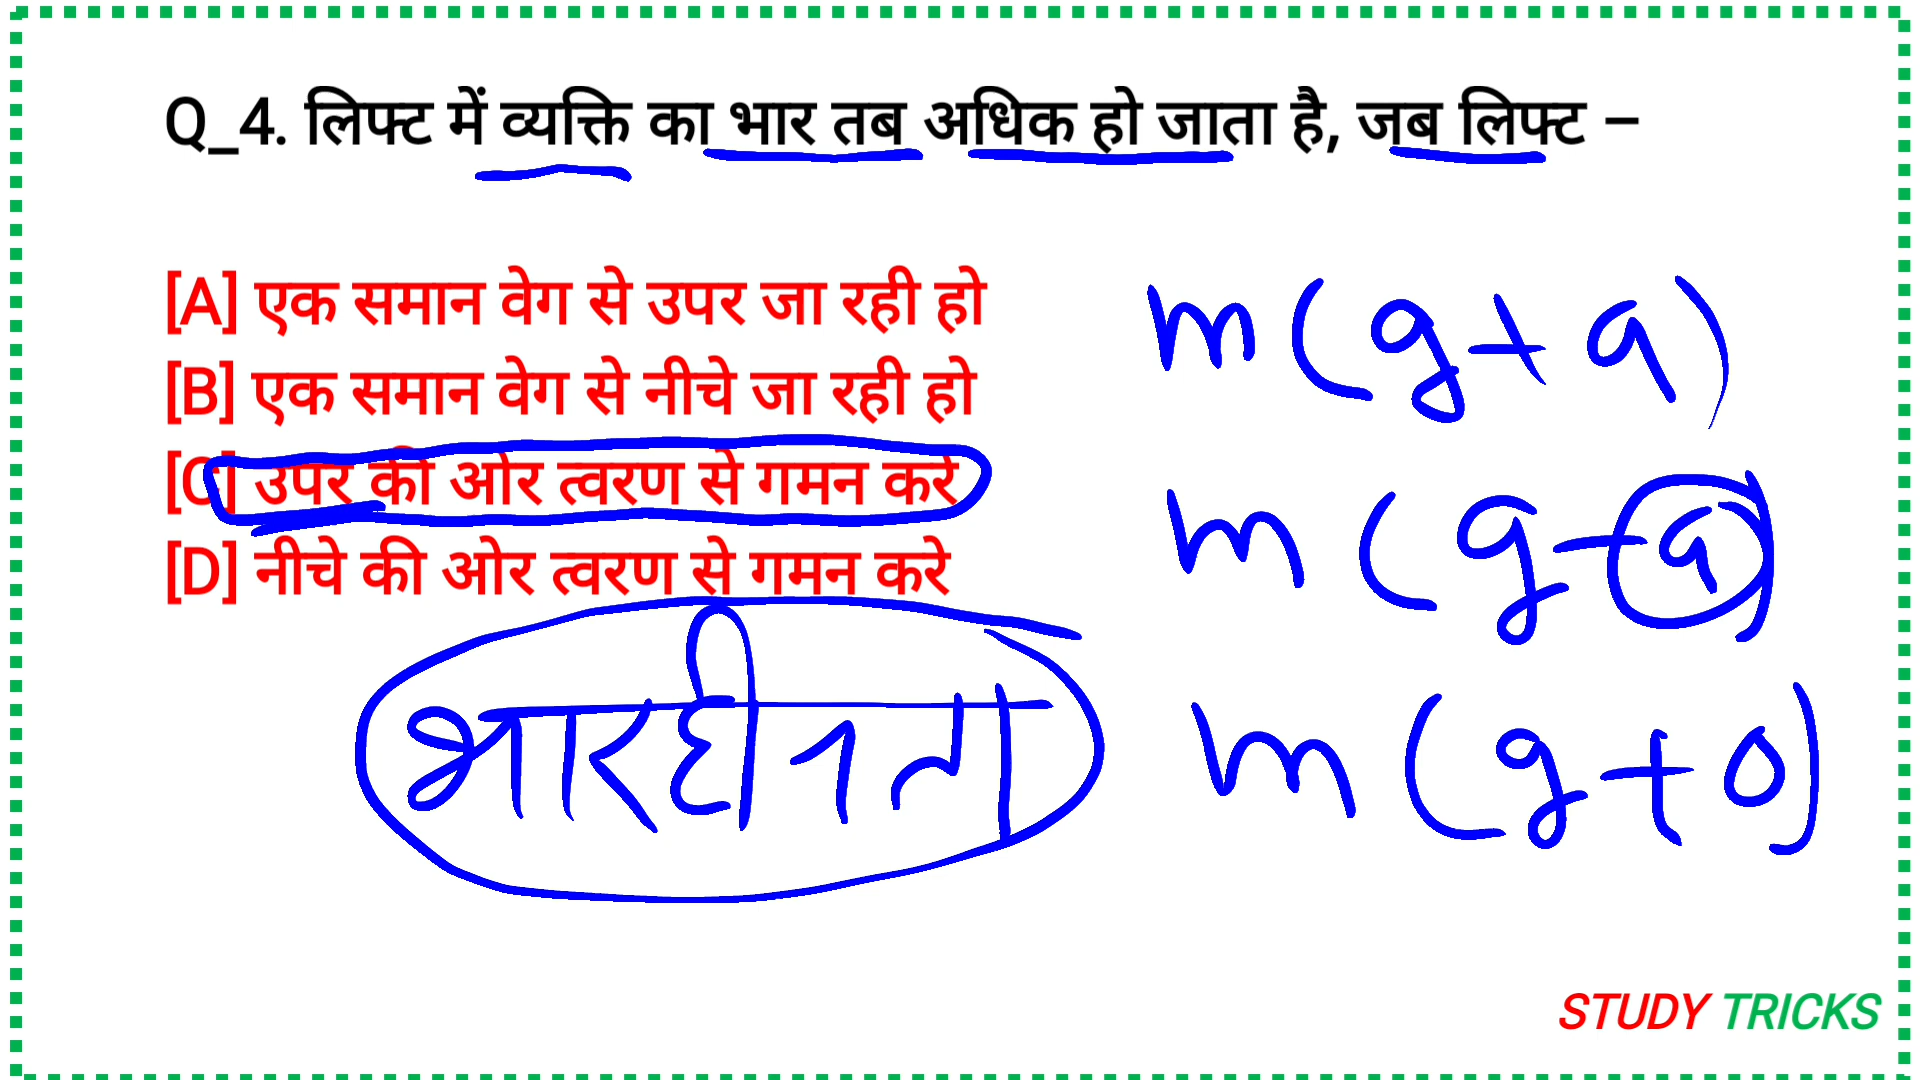 Q_4. लिफ्ट में व्यक्ति का भार तब अधिक हो जाता है, जब लिफ्ट –
[A] एक समान वेग से उपर जा रही हो
[B] एक समान वेग से नीचे जा रही हो
[C] उपर की ओर त्वरण से गमन करे
[D] नीचे की ओर त्वरण से गमन करे
m(g+a)
m(g-a)
m(g+0)
भारहीनता
STUDY TRICKS